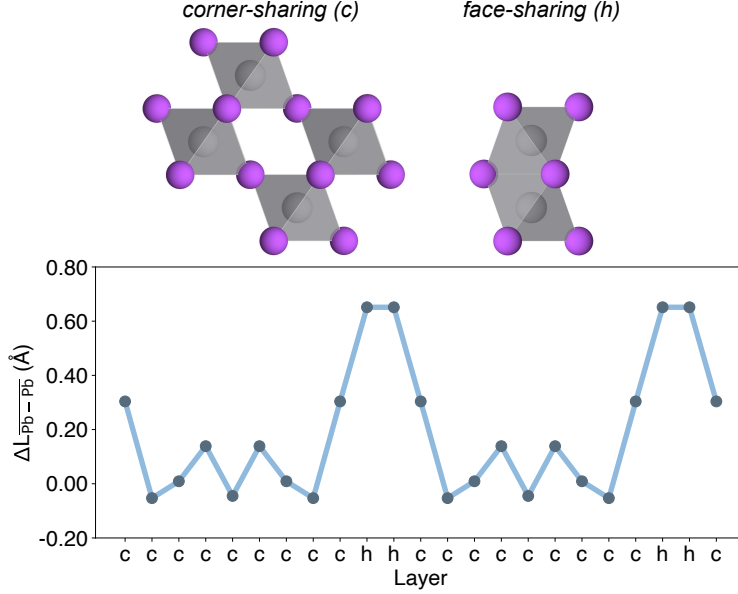 corner-sharing (c) face-sharing (h)
0.80
0.60
0.40
0.20
0.00
-0.20
ΔL Pb – Pb (Å)
c c c c c c c c c h h c c c c c c c c c h h c
Layer